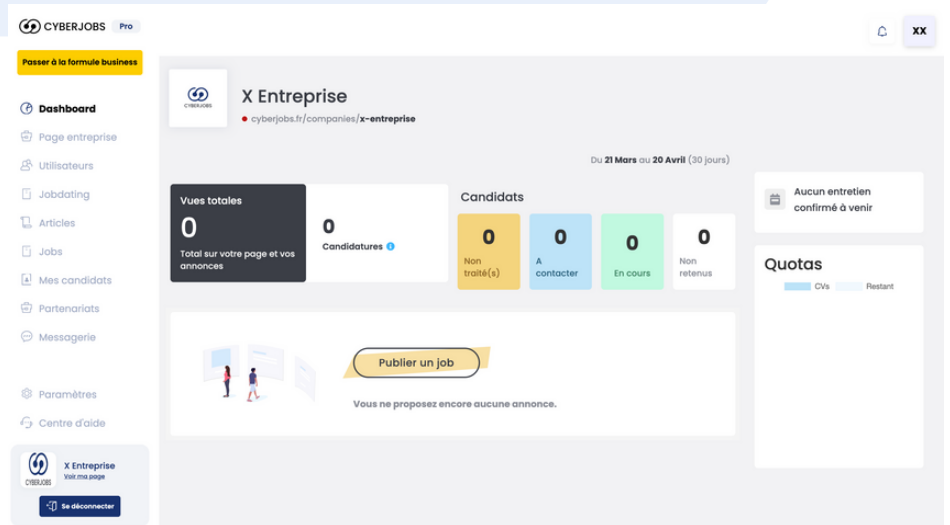 CYBERJOBS Pro
XX
Passer à la formule business
Dashboard
Page entreprise
Utilisateurs
Jobdating
Articles
Jobs
Mes candidats
Partenariats
Messagerie
Paramètres
Centre d'aide
CYBERJOBS
X Entreprise
Voir ma page
Se déconnecter
CYBERJOBS
X Entreprise
cyberjobs.fr/companies/x-entreprise
Du 21 Mars au 20 Avril (30 jours)
Vues totales
0
Total sur votre page et vos
annonces
0
Candidatures
Candidats
0
Non
traité(s)
0
A
contacter
0
En cours
0
Non
retenus
Publier un job
Vous ne proposez encore aucune annonce.
Aucun entretien
confirmé à venir
Quotas
CVs
Restant